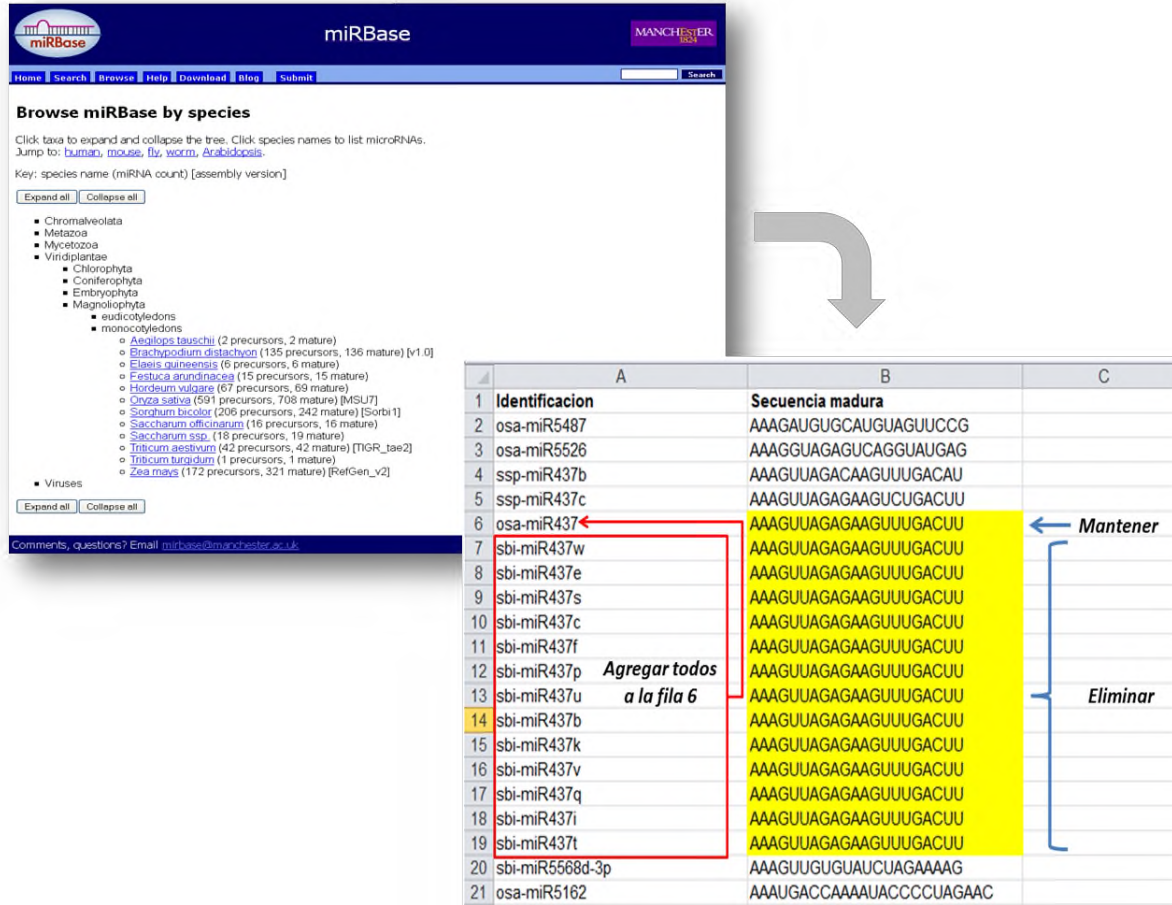 miRBase
miRBase
MANCHESTER
1824
Home Search Browse Help Download Blog Submit
Search
Browse miRBase by species
Click taxa to expand and collapse the tree. Click species names to list microRNAs.
Jump to: human, mouse, fly, worm, Arabidopsis.
Key: species name (miRNA count) [assembly version]
Expand all Collapse all
Chromalveolata
Metazoa
Mycetozoa
Viridiplantae
Chlorophyta
Coniferophyta
Embryophyta
Magnoliophyta
eudicotyledons
monocotyledons
Aegilops tauschii (2 precursors, 2 mature)
Brachypodium distachyon (135 precursors, 136 mature) [v1.0]
Elaeis guineensis (6 precursors, 6 mature)
Festuca arundinacea (15 precursors, 15 mature)
Hordeum vulgare (67 precursors, 69 mature)
Oryza sativa (591 precursors, 708 mature) [MSU7]
Sorghum bicolor (206 precursors, 242 mature) [Sorbi1]
Saccharum officinarum (16 precursors, 16 mature)
Saccharum ssp. (18 precursors, 19 mature)
Triticum aestivum (42 precursors, 42 mature) [TIGR_tae2]
Triticum turgidum (1 precursors, 1 mature)
Zea mays (172 precursors, 321 mature) [RefGen_v2]
Viruses
Expand all Collapse all
Comments, questions? Email mirbase@manchester.ac.uk
A B C
1 Identificacion Secuencia madura
2 osa-miR5487 AAAGAUGUGCAUGUAGUUCCG
3 osa-miR5526 AAAGGUAGAGUCAGGUAUGAG
4 ssp-miR437b AAAGUUAGACAAGUUUGACAU
5 ssp-miR437c AAAGUUAGAGAAGUCUGACUU
6 osa-miR437 AAAGUUAGAGAAGUUUGACUU Mantener
7 sbi-miR437w AAAGUUAGAGAAGUUUGACUU
8 sbi-miR437e AAAGUUAGAGAAGUUUGACUU
9 sbi-miR437s AAAGUUAGAGAAGUUUGACUU
10 sbi-miR437c AAAGUUAGAGAAGUUUGACUU
11 sbi-miR437f AAAGUUAGAGAAGUUUGACUU
12 sbi-miR437p Agregar todos AAAGUUAGAGAAGUUUGACUU
13 sbi-miR437u a la fila 6 AAAGUUAGAGAAGUUUGACUU Eliminar
14 sbi-miR437b AAAGUUAGAGAAGUUUGACUU
15 sbi-miR437k AAAGUUAGAGAAGUUUGACUU
16 sbi-miR437v AAAGUUAGAGAAGUUUGACUU
17 sbi-miR437q AAAGUUAGAGAAGUUUGACUU
18 sbi-miR437i AAAGUUAGAGAAGUUUGACUU
19 sbi-miR437t AAAGUUAGAGAAGUUUGACUU
20 sbi-miR5568d-3p AAAGUUGUGUAUCUAGAAAAG
21 osa-miR5162 AAAUGACCAAAAUACCCCUAGAAC